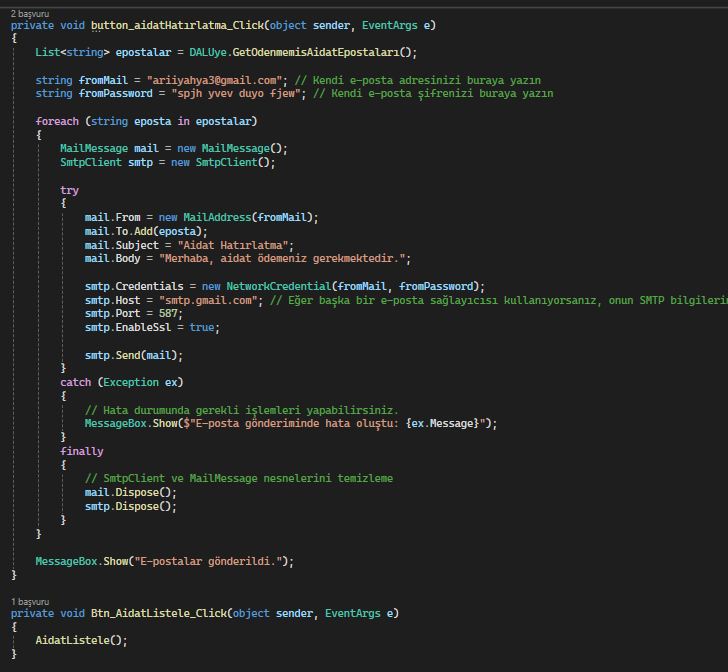 2 başvuru
private void button_aidatHatırlatma_Click(object sender, EventArgs e)
{
List<string> epostalar = DALUye.GetOdenmemisAidatEpostaları();
string fromMail = "ariiyahya3@gmail.com"; // Kendi e-posta adresinizi buraya yazın
string fromPassword = "spjh yvev duyo fjew"; // Kendi e-posta şifrenizi buraya yazın
foreach (string eposta in epostalar)
{
MailMessage mail = new MailMessage();
SmtpClient smtp = new SmtpClient();
try
{
mail.From = new MailAddress(fromMail);
mail.To.Add(eposta);
mail.Subject = "Aidat Hatırlatma";
mail.Body = "Merhaba, aidat ödemeniz gerekmektedir.";
smtp.Credentials = new NetworkCredential(fromMail, fromPassword);
smtp.Host = "smtp.gmail.com"; // Eğer başka bir e-posta sağlayıcısı kullanıyorsanız, onun SMTP bilgilerin
smtp.Port = 587;
smtp.EnableSsl = true;
smtp.Send(mail);
}
catch (Exception ex)
{
// Hata durumunda gerekli işlemleri yapabilirsiniz.
MessageBox.Show($"E-posta gönderiminde hata oluştu: {ex.Message}");
}
finally
{
// SmtpClient ve MailMessage nesnelerini temizleme
mail.Dispose();
smtp.Dispose();
}
}
MessageBox.Show("E-postalar gönderildi.");
}
1 başvuru
private void Btn_AidatListele_Click(object sender, EventArgs e)
{
AidatListele();
}